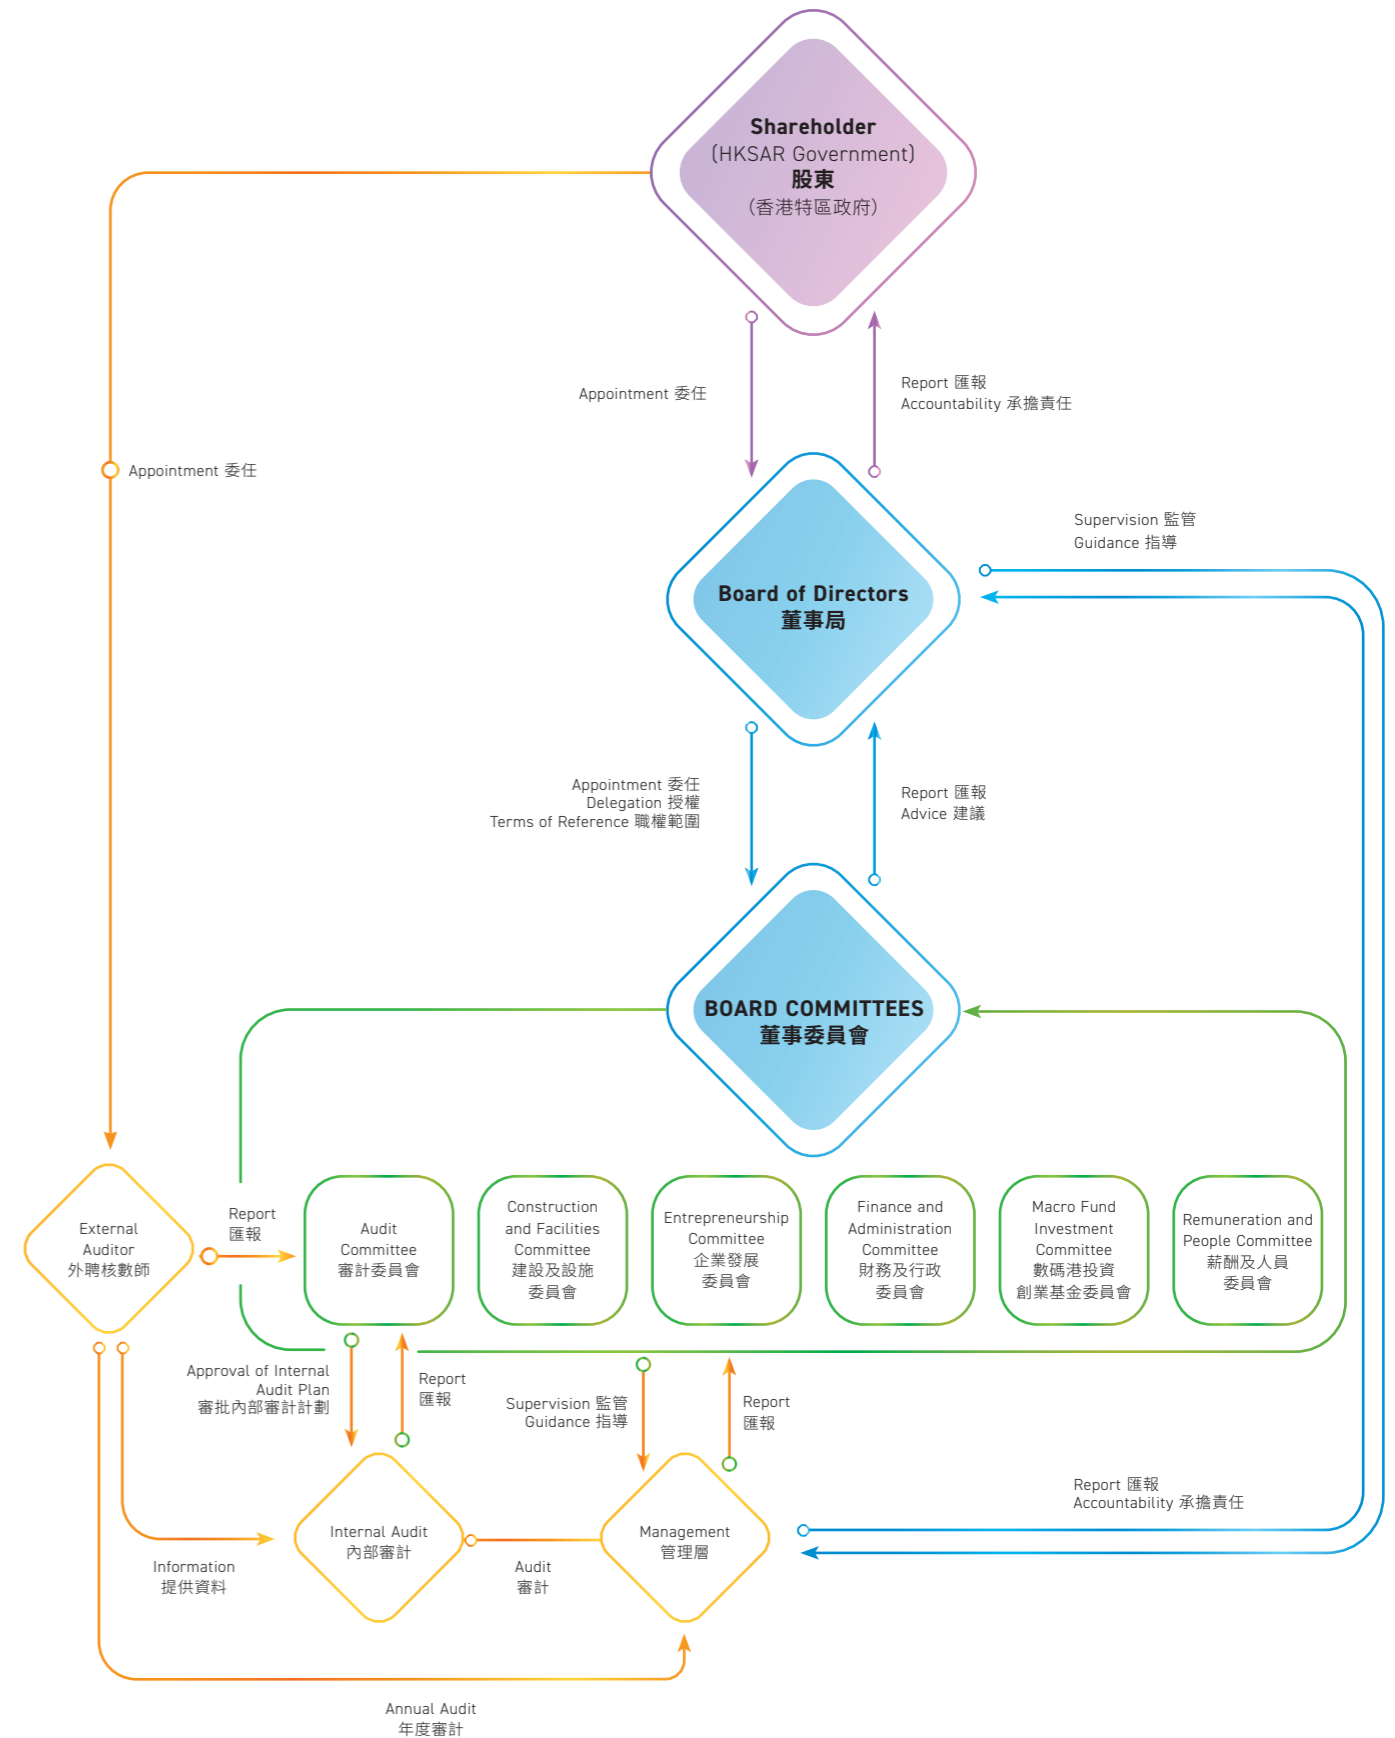 Shareholder
(HKSAR Government)
股東
（香港特區政府）
Appointment 委任
Report 匯報
Accountability 承擔責任
Appointment 委任
Supervision 監管
Guidance 指導
Board of Directors
董事局
Appointment 委任
Delegation 授權
Terms of Reference 職權範圍
Report 匯報
Advice 建議
BOARD COMMITTEES
董事委員會
External
Auditor
外聘核數師
Report
匯報
Audit
Committee
審計委員會
Construction
and Facilities
Committee
建設及設施
委員會
Entrepreneurship
Committee
企業發展
委員會
Finance and
Administration
Committee
財務及行政
委員會
Macro Fund
Investment
Committee
數碼港投資
創業基金委員會
Remuneration and
People Committee
薪酬及人員
委員會
Approval of Internal
Audit Plan
審批內部審計計劃
Report
匯報
Supervision 監管
Guidance 指導
Report
匯報
Report 匯報
Accountability 承擔責任
Internal Audit
內部審計
Management
管理層
Information
提供資料
Audit
審計
Annual Audit
年度審計